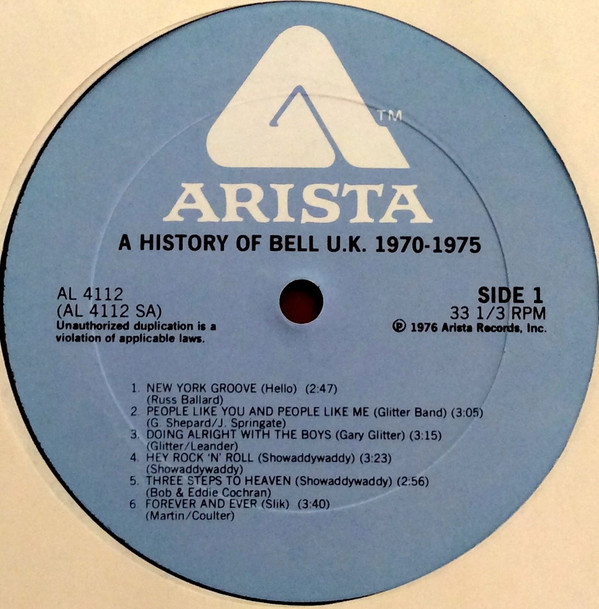 TM
ARISTA
A HISTORY OF BELL U.K. 1970-1975
AL 4112
(AL 4112 SA)
Unauthorized duplication is a
violation of applicable laws.
SIDE 1
33 1/3 RPM
℗ 1976 Arista Records, Inc.
1. NEW YORK GROOVE (Hello) (2:47)
(Russ Ballard)
2. PEOPLE LIKE YOU AND PEOPLE LIKE ME (Glitter Band) (3:05)
(G. Shepard/J. Springate)
3. DOING ALRIGHT WITH THE BOYS (Gary Glitter) (3:15)
(Glitter/Leander)
4. HEY ROCK 'N' ROLL (Showaddywaddy) (3:23)
(Showaddywaddy)
5. THREE STEPS TO HEAVEN (Showaddywaddy) (2:56)
(Bob & Eddie Cochran)
6 FOREVER AND EVER (Slik) (3:40)
(Martin/Coulter)